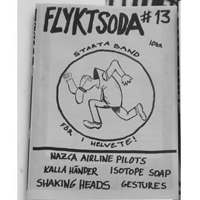 FLYKTSODA #13
STARTA BAND
10KR
FÖR I HELVETE!
NAZCA AIRLINE PILOTS
KALLA HÄNDER ISOTOPE SOAP
SHAKING HEADS GESTURES